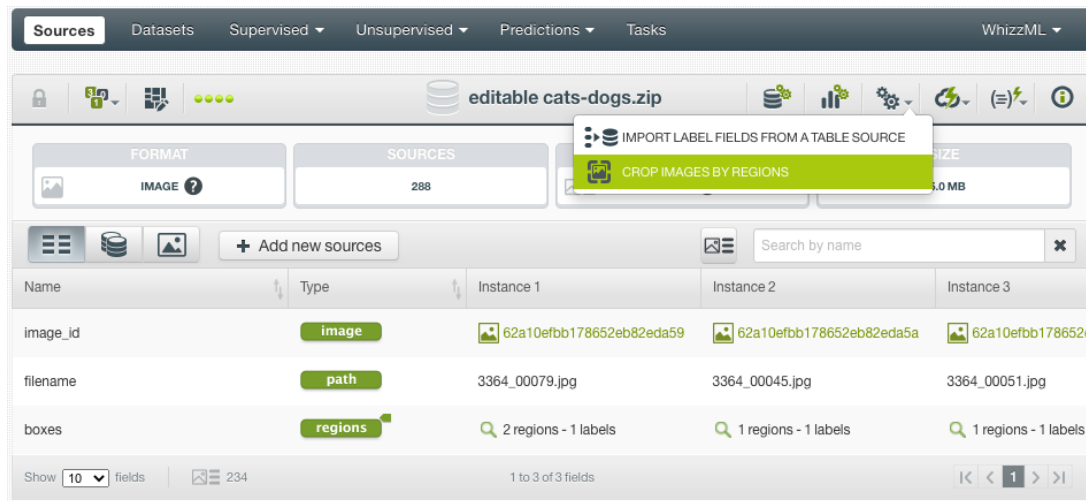 Sources Datasets Supervised Unsupervised Predictions Tasks WhizzML
editable cats-dogs.zip
IMPORT LABEL FIELDS FROM A TABLE SOURCE
CROP IMAGES BY REGIONS
FORMAT SOURCES
IMAGE ? 288
+ Add new sources Search by name
Name Type Instance 1 Instance 2 Instance 3
image_id image 62a10efbb178652eb82eda59 62a10efbb178652eb82eda5a 62a10efbb178652
filename path 3364_00079.jpg 3364_00045.jpg 3364_00051.jpg
boxes regions 2 regions - 1 labels 1 regions - 1 labels 1 regions - 1 labels
Show 10 fields 234 1 to 3 of 3 fields 1